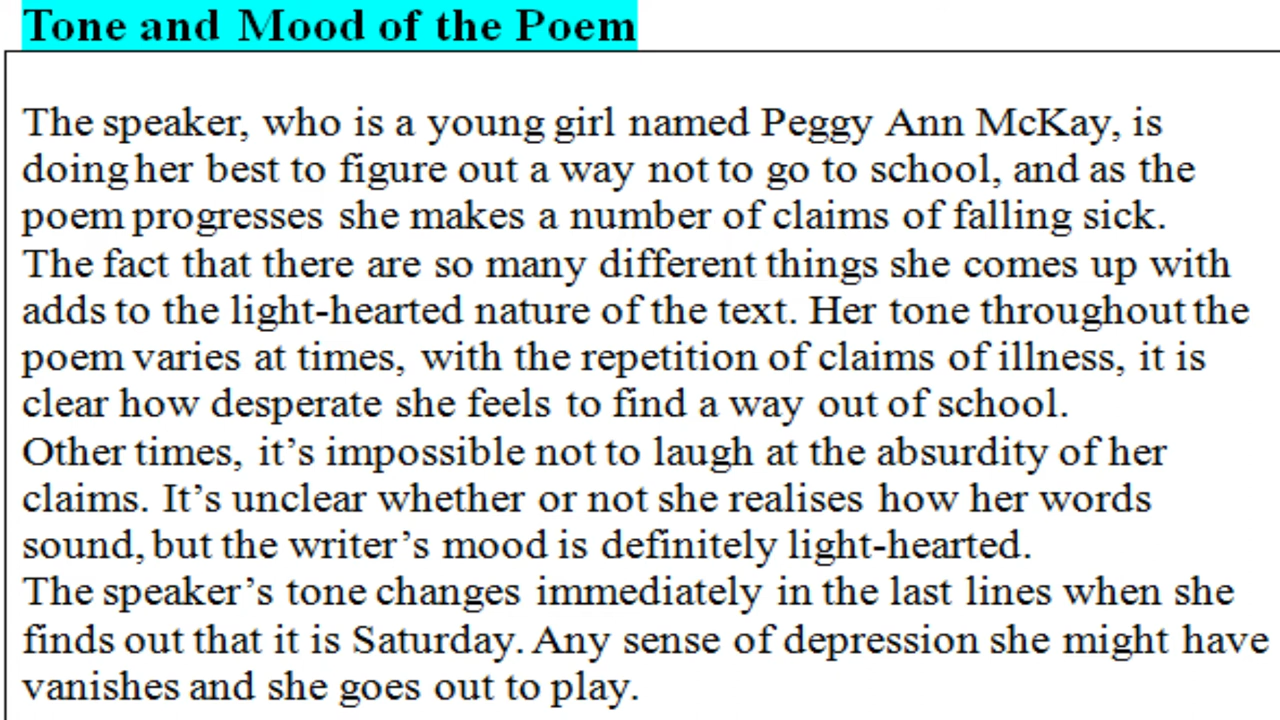 Tone and Mood of the Poem
The speaker, who is a young girl named Peggy Ann McKay, is
doing her best to figure out a way not to go to school, and as the
poem progresses she makes a number of claims of falling sick.
The fact that there are so many different things she comes up with
adds to the light-hearted nature of the text. Her tone throughout the
poem varies at times, with the repetition of claims of illness, it is
clear how desperate she feels to find a way out of school.
Other times, it’s impossible not to laugh at the absurdity of her
claims. It’s unclear whether or not she realises how her words
sound, but the writer’s mood is definitely light-hearted.
The speaker’s tone changes immediately in the last lines when she
finds out that it is Saturday. Any sense of depression she might have
vanishes and she goes out to play.